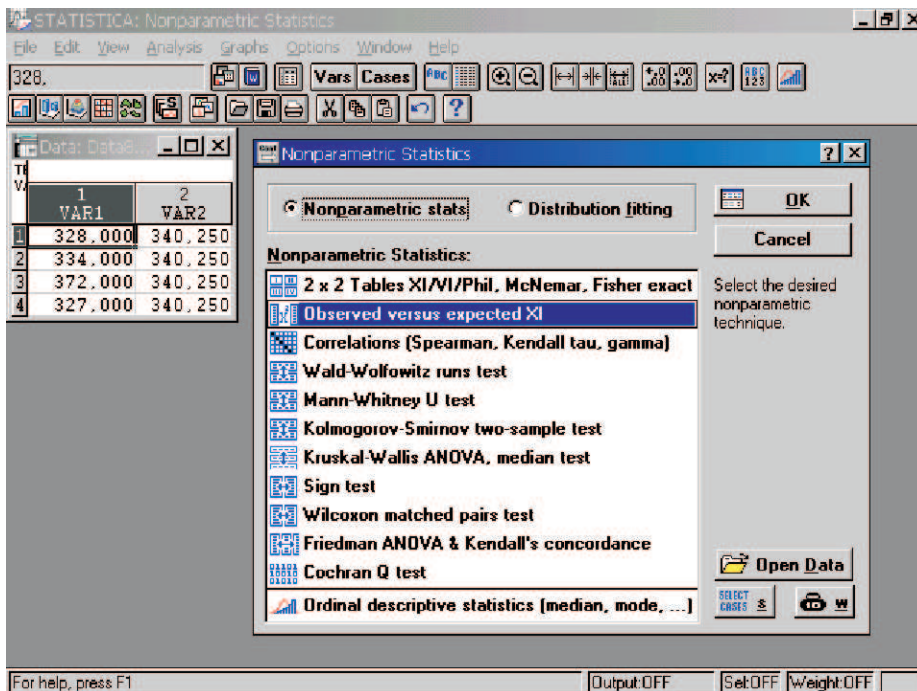 STATISTICA: Nonparametric Statistics
File Edit View Analysis Graphs Options Window Help
328,
Vars Cases ABC
x=? ABC 123
Data: Data8...
1 2
VAR1 VAR2
1 328,000 340,250
2 334,000 340,250
3 372,000 340,250
4 327,000 340,250
Nonparametric Statistics
Nonparametric stats Distribution fitting
OK
Cancel
Nonparametric Statistics:
2 x 2 Tables XI/VI/Phil, McNemar, Fisher exact
Observed versus expected XI
Correlations (Spearman, Kendall tau, gamma)
Wald-Wolfowitz runs test
Mann-Whitney U test
Kolmogorov-Smirnov two-sample test
Kruskal-Wallis ANOVA, median test
Sign test
Wilcoxon matched pairs test
Friedman ANOVA & Kendall's concordance
Cochran Q test
Ordinal descriptive statistics (median, mode, ...)
Select the desired
nonparametric
technique.
Open Data
SELECT CASES S W
For help, press F1 Output:OFF Sel:OFF Weight:OFF